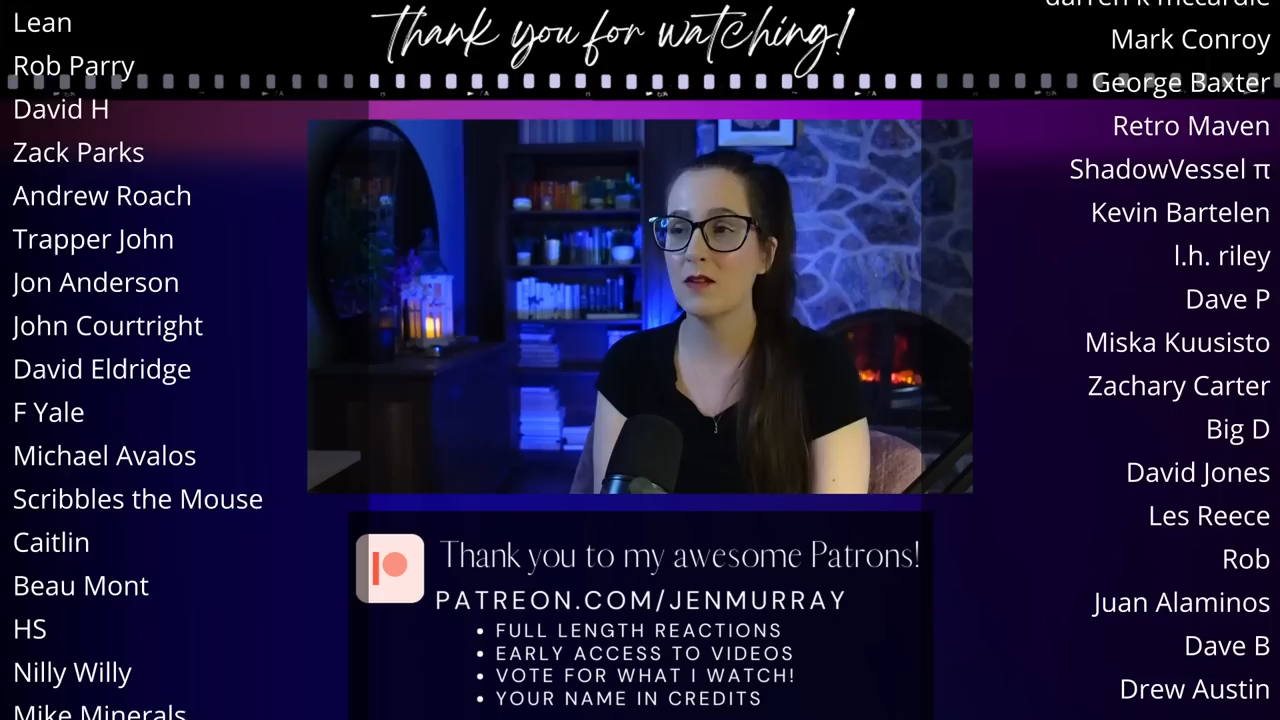 Thank you for watching!
Lean
Rob Parry
David H
Zack Parks
Andrew Roach
Trapper John
Jon Anderson
John Courtright
David Eldridge
F Yale
Michael Avalos
Scribbles the Mouse
Caitlin
Beau Mont
HS
Nilly Willy
Mike Minerals
darren k mccardle
Mark Conroy
George Baxter
Retro Maven
ShadowVessel π
Kevin Bartelen
l.h. riley
Dave P
Miska Kuusisto
Zachary Carter
Big D
David Jones
Les Reece
Rob
Juan Alaminos
Dave B
Drew Austin
Thank you to my awesome Patrons!
PATREON.COM/JENMURRAY
• FULL LENGTH REACTIONS
• EARLY ACCESS TO VIDEOS
• VOTE FOR WHAT I WATCH!
• YOUR NAME IN CREDITS